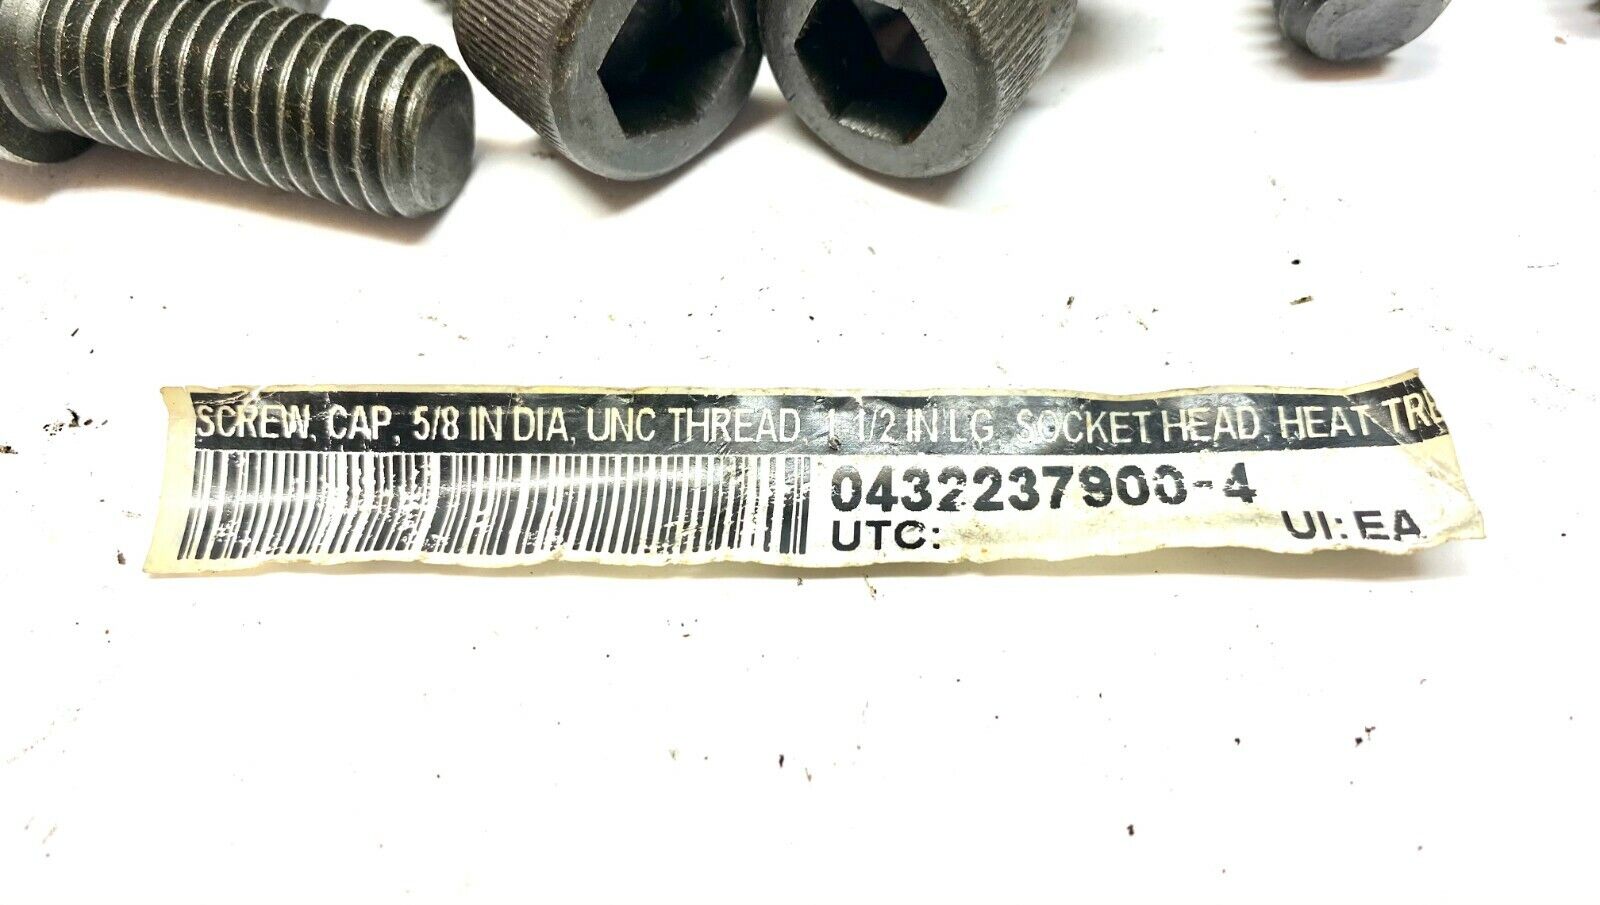 SCREW, CAP, 5/8 IN DIA, UNC THREAD, 1 1/2 IN LG, SOCKET HEAD, HEAT TRE
0432237900-4
UTC: UI: EA